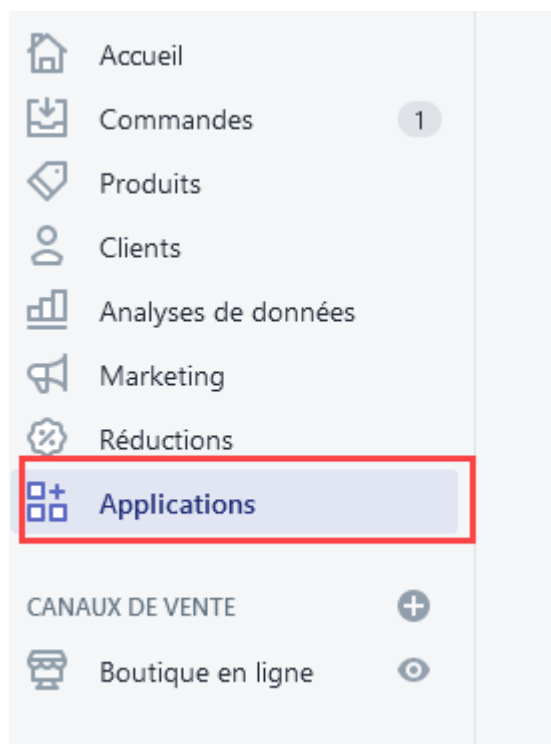 Accueil
Commandes 1
Produits
Clients
Analyses de données
Marketing
Réductions
Applications
CANAUX DE VENTE
Boutique en ligne